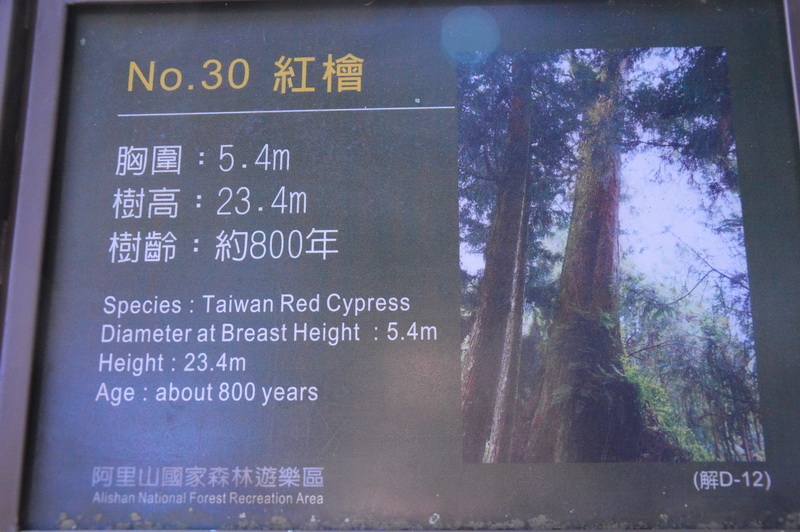 No.30 紅檜
胸圍：5.4m
樹高：23.4m
樹齡：約800年
Species : Taiwan Red Cypress
Diameter at Breast Height : 5.4m
Height : 23.4m
Age : about 800 years
阿里山國家森林遊樂區
Alishan National Forest Recreation Area
(解D-12)